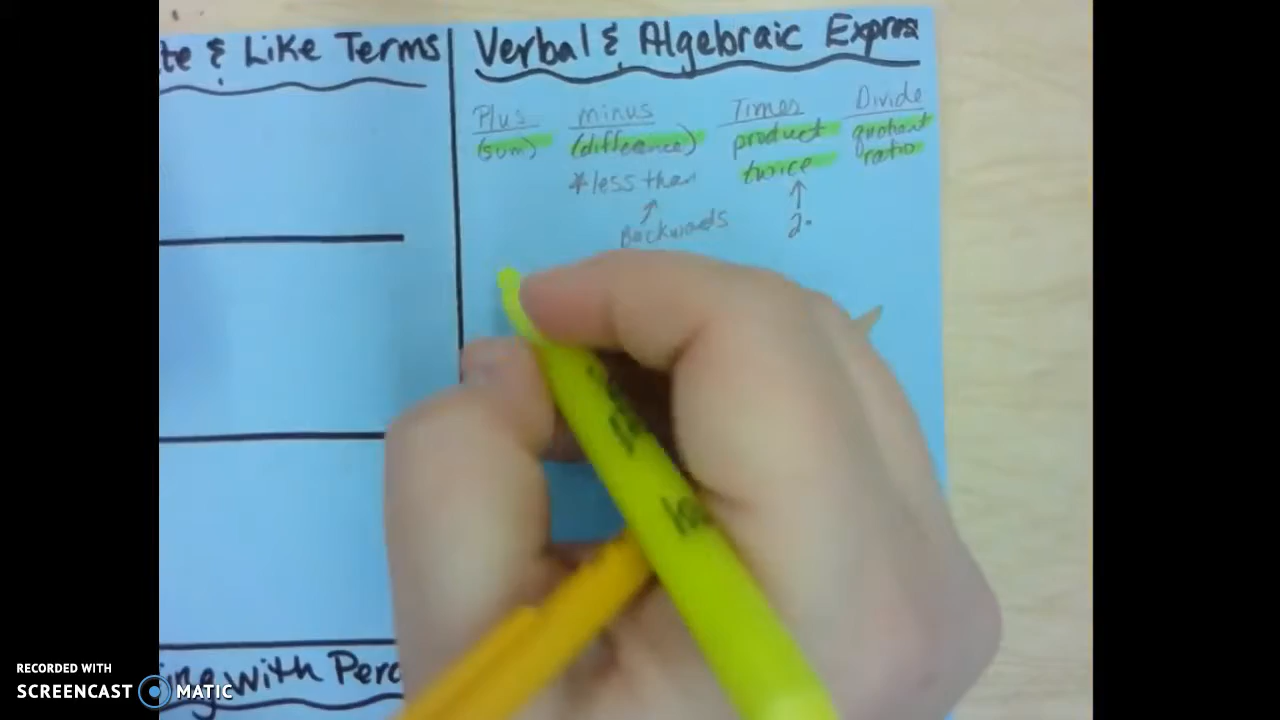 te & Like Terms
Verbal & Algebraic Expres
Plus minus Times Divide
(sum) (difference) product quotient
*less than twice ratio
↑ ↑
Backwards 2·
ing with Perc
RECORDED WITH
SCREENCAST MATIC